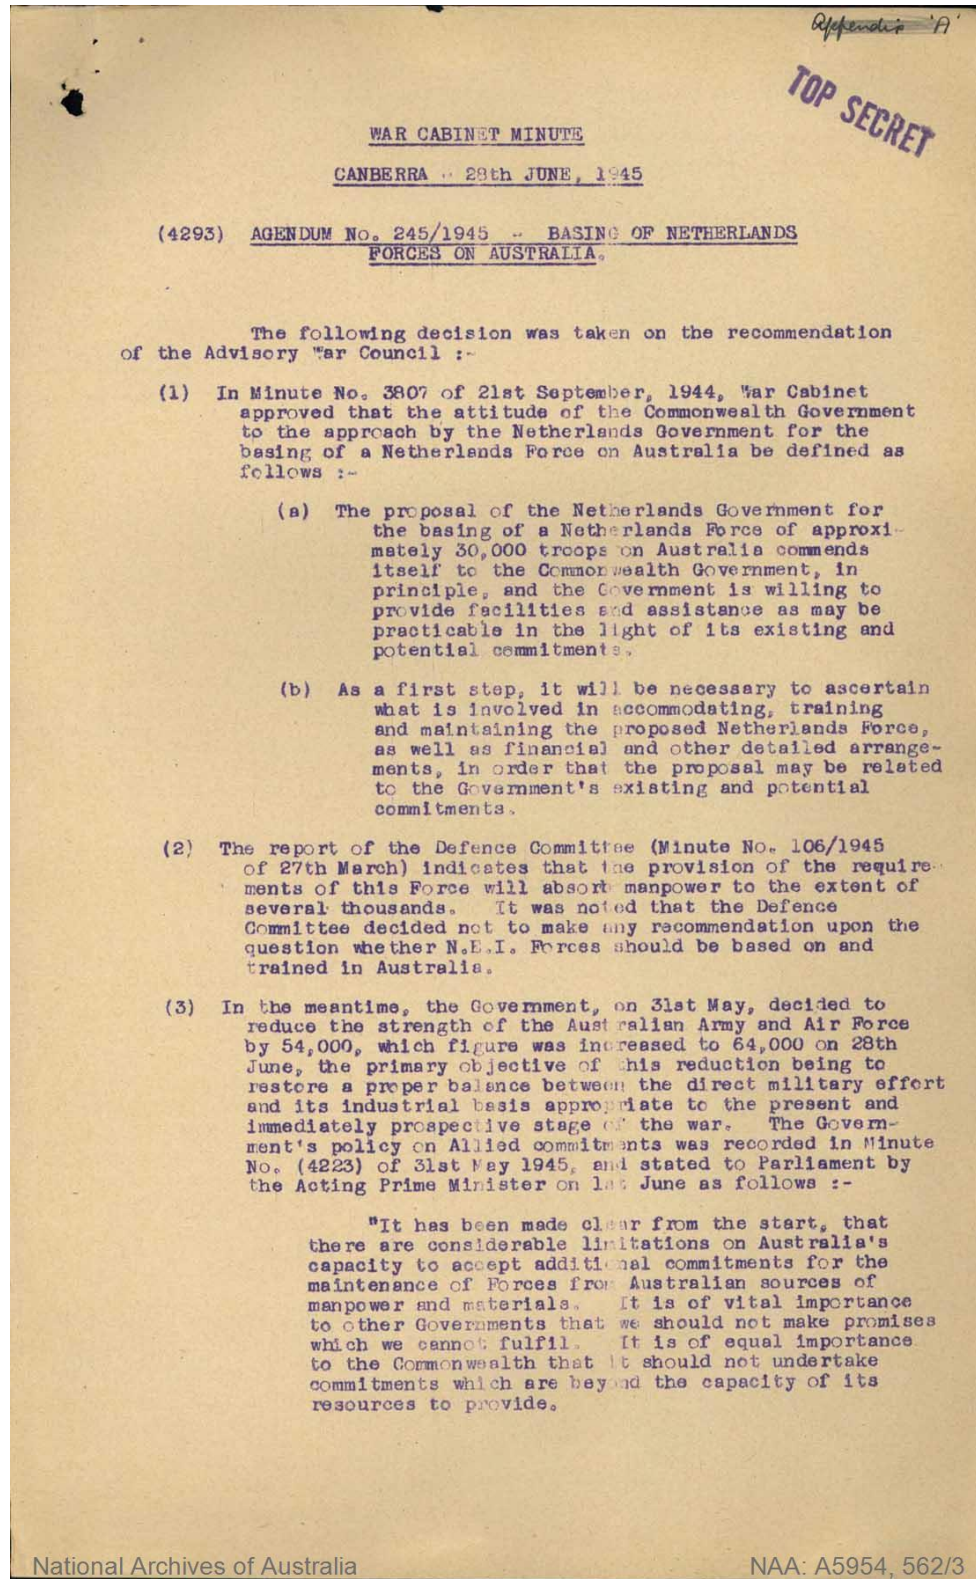 Appendix 'A'
TOP SECRET
WAR CABINET MINUTE
CANBERRA - 28th JUNE, 1945
(4293) AGENDUM No. 245/1945 - BASING OF NETHERLANDS
FORCES ON AUSTRALIA.
The following decision was taken on the recommendation
of the Advisory War Council :-
(1) In Minute No. 3807 of 21st September, 1944, War Cabinet
approved that the attitude of the Commonwealth Government
to the approach by the Netherlands Government for the
basing of a Netherlands Force on Australia be defined as
follows :-
(a) The proposal of the Netherlands Government for
the basing of a Netherlands Force of approxi-
mately 30,000 troops on Australia commends
itself to the Commonwealth Government, in
principle, and the Government is willing to
provide facilities and assistance as may be
practicable in the light of its existing and
potential commitments.
(b) As a first step, it will be necessary to ascertain
what is involved in accommodating, training
and maintaining the proposed Netherlands Force,
as well as financial and other detailed arrange-
ments, in order that the proposal may be related
to the Government's existing and potential
commitments.
(2) The report of the Defence Committee (Minute No. 106/1945
of 27th March) indicates that the provision of the require-
ments of this Force will absorb manpower to the extent of
several thousands. It was noted that the Defence
Committee decided not to make any recommendation upon the
question whether N.E.I. Forces should be based on and
trained in Australia.
(3) In the meantime, the Government, on 31st May, decided to
reduce the strength of the Australian Army and Air Force
by 54,000, which figure was increased to 64,000 on 28th
June, the primary objective of this reduction being to
restore a proper balance between the direct military effort
and its industrial basis appropriate to the present and
immediately prospective stage of the war. The Govern-
ment's policy on Allied commitments was recorded in Minute
No. (4223) of 31st May 1945, and stated to Parliament by
the Acting Prime Minister on 1st June as follows :-
"It has been made clear from the start, that
there are considerable limitations on Australia's
capacity to accept additional commitments for the
maintenance of Forces from Australian sources of
manpower and materials. It is of vital importance
to other Governments that we should not make promises
which we cannot fulfil. It is of equal importance
to the Commonwealth that it should not undertake
commitments which are beyond the capacity of its
resources to provide.
National Archives of Australia
NAA: A5954, 562/3